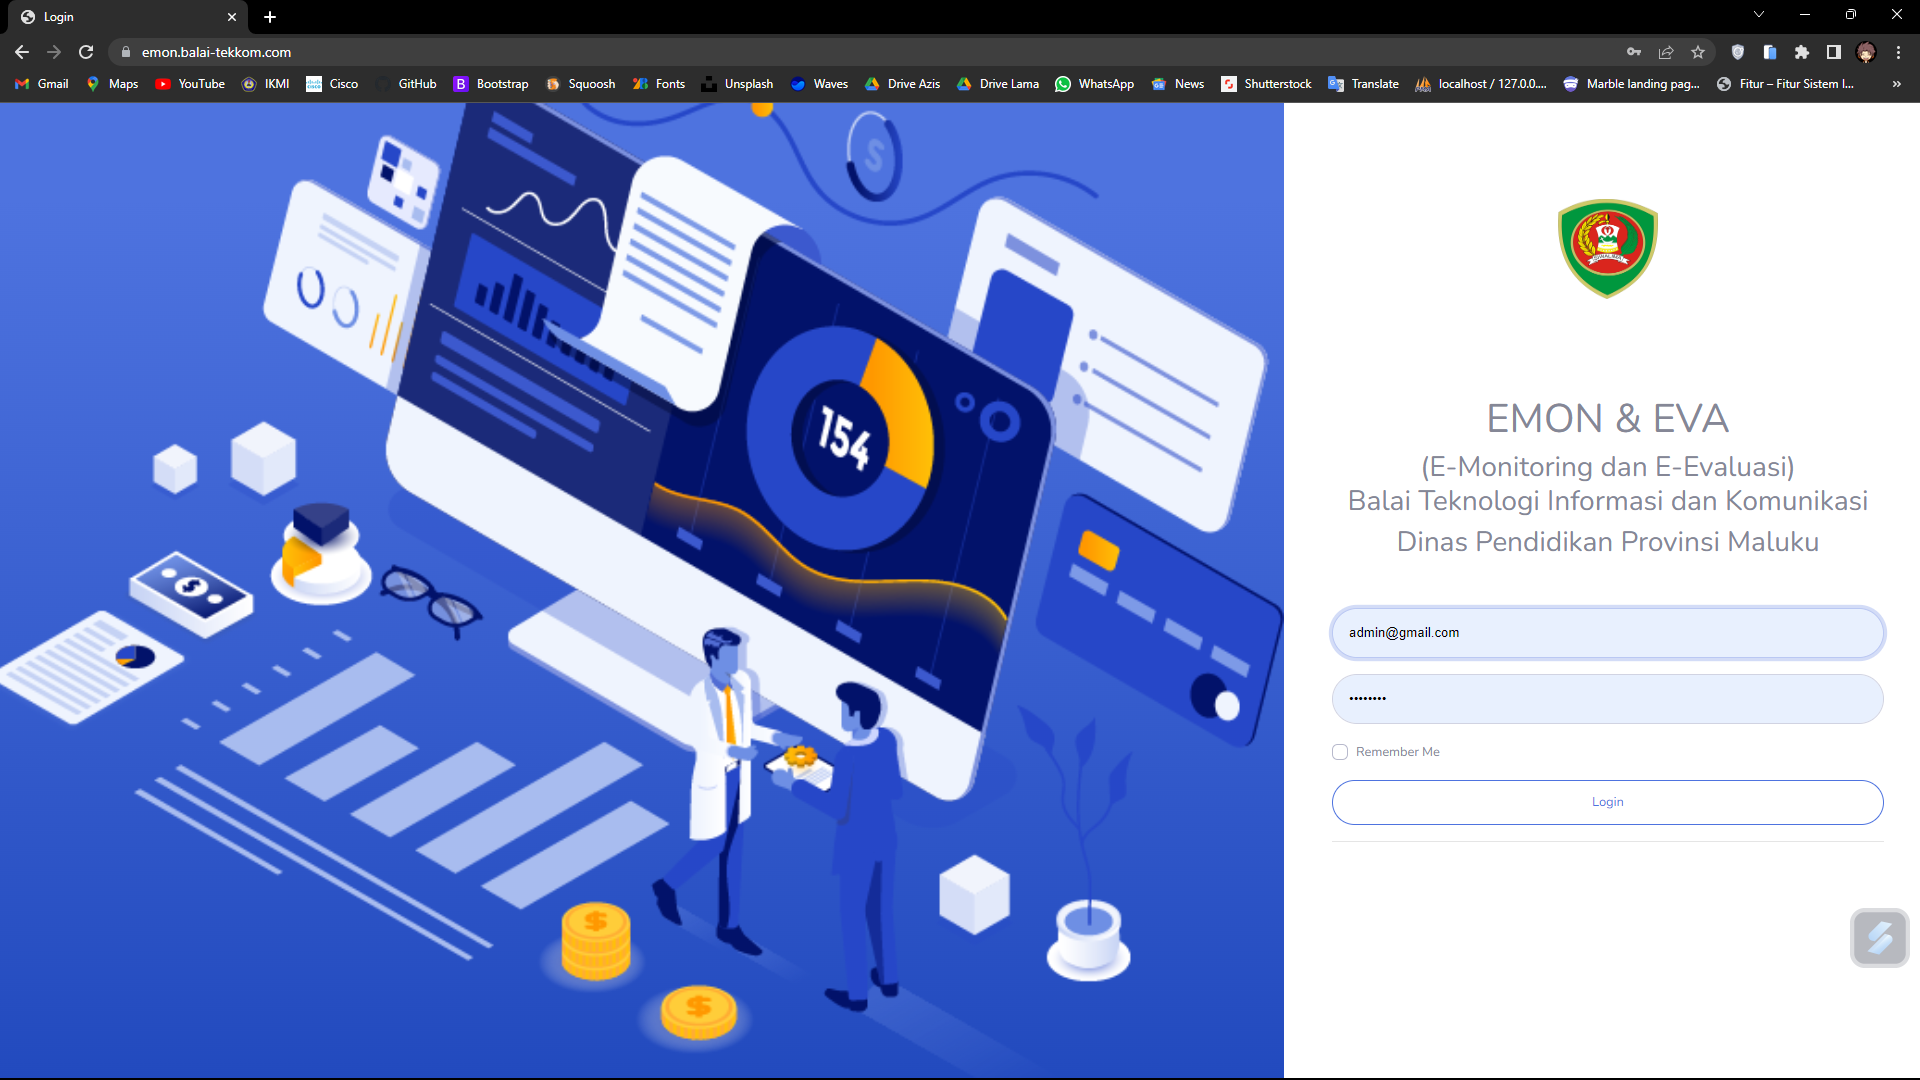 Login
emon.balai-tekkom.com
Gmail
Maps
YouTube
IKMI
Cisco
GitHub
Bootstrap
Squoosh
Fonts
Unsplash
Waves
Drive Azis
Drive Lama
WhatsApp
News
Shutterstock
Translate
localhost / 127.0.0....
Marble landing pag...
Fitur – Fitur Sistem I...
»
$
154
$
$
$
EMON & EVA
(E-Monitoring dan E-Evaluasi)
Balai Teknologi Informasi dan Komunikasi
Dinas Pendidikan Provinsi Maluku
admin@gmail.com
••••••••
Remember Me
Login